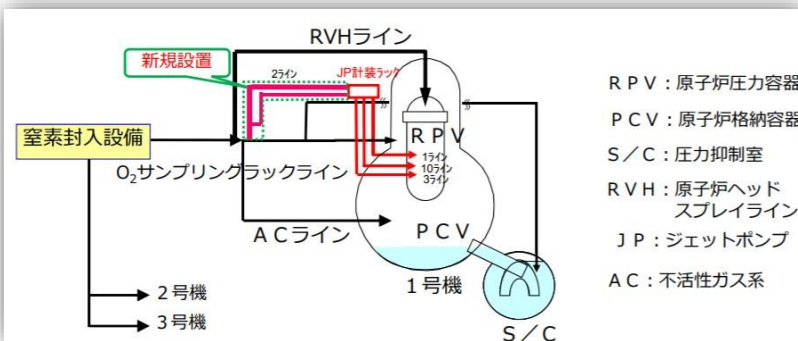 RVHライン
新規設置
2ライン
JP計装ラック
窒素封入設備
RPV
1ライン
10ライン
3ライン
O₂サンプリングラックライン
ACライン
PCV
1号機
2号機
3号機
S/C
RPV:原子炉圧力容器
PCV:原子炉格納容器
S/C:圧力抑制室
RVH:原子炉ヘッド
スプレイライン
JP:ジェットポンプ
AC:不活性ガス系